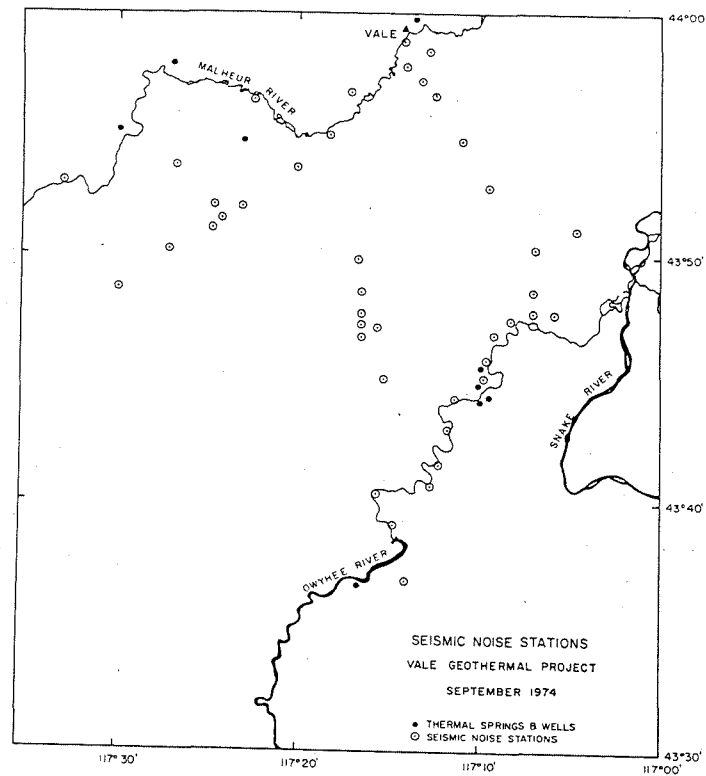 44°00'
VALE
MALHEUR RIVER
43°50'
SNAKE RIVER
43°40'
OWYHEE RIVER
SEISMIC NOISE STATIONS
VALE GEOTHERMAL PROJECT
SEPTEMBER 1974
THERMAL SPRINGS & WELLS
SEISMIC NOISE STATIONS
43°30'
117°30'
117°20'
117°10'
117°00'